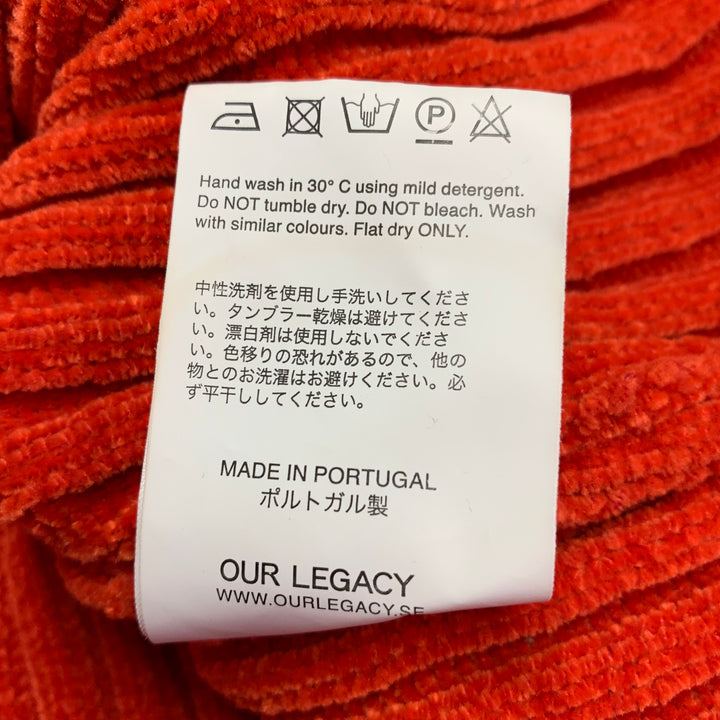 P
Hand wash in 30° C using mild detergent.
Do NOT tumble dry. Do NOT bleach. Wash
with similar colours. Flat dry ONLY.
中性洗剤を使用し手洗いしてくださ
い。タンブラー乾燥は避けてくださ
い。漂白剤は使用しないでくださ
い。色移りの恐れがあるので、他の
物とのお洗濯はお避けください。必
ず平干ししてください。
MADE IN PORTUGAL
ポルトガル製
OUR LEGACY
WWW.OURLEGACY.SE